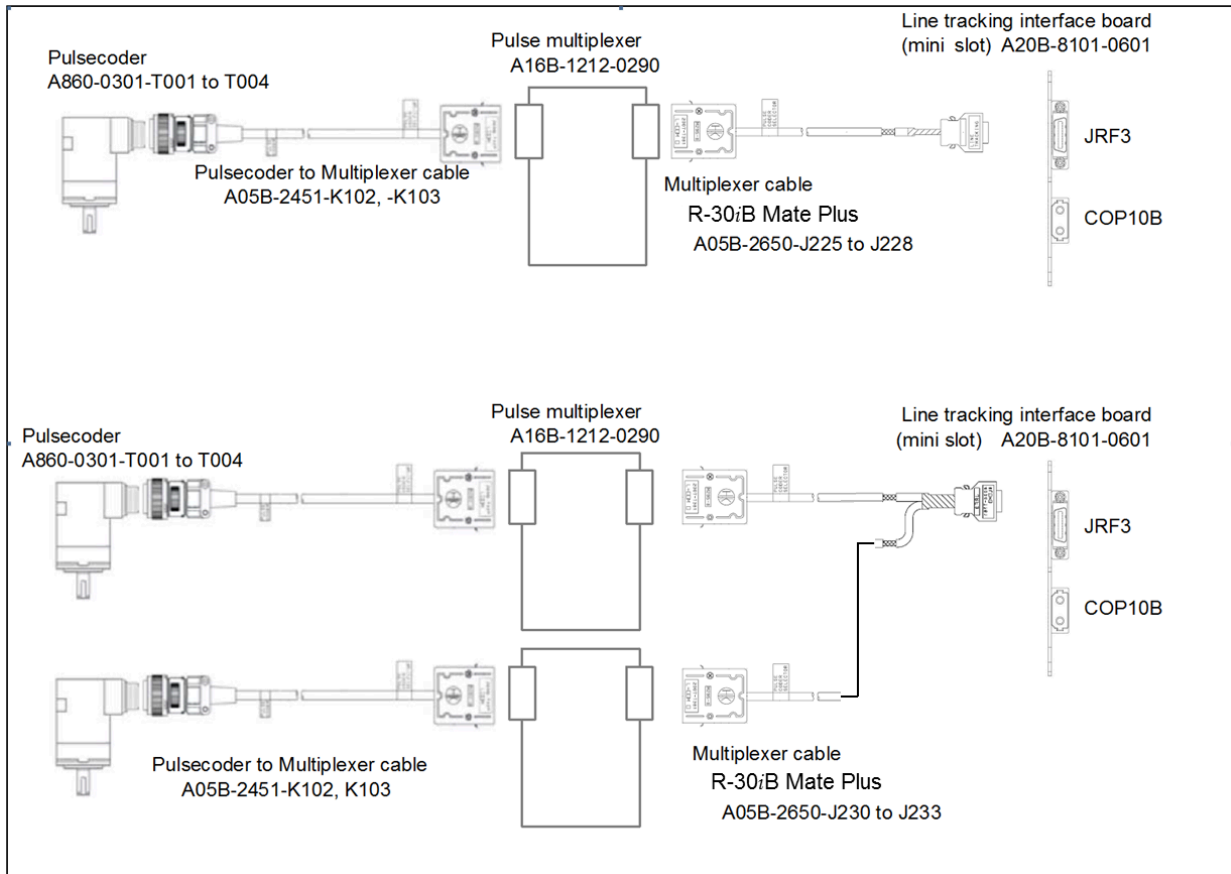 Line tracking interface board
(mini slot) A20B-8101-0601
Pulse multiplexer
A16B-1212-0290
Pulsecoder
A860-0301-T001 to T004
JRF3
Pulsecoder to Multiplexer cable
A05B-2451-K102, -K103
Multiplexer cable
R-30iB Mate Plus
A05B-2650-J225 to J228
COP10B
Line tracking interface board
(mini slot) A20B-8101-0601
Pulse multiplexer
A16B-1212-0290
Pulsecoder
A860-0301-T001 to T004
JRF3
COP10B
Pulsecoder to Multiplexer cable
A05B-2451-K102, K103
Multiplexer cable
R-30iB Mate Plus
A05B-2650-J230 to J233